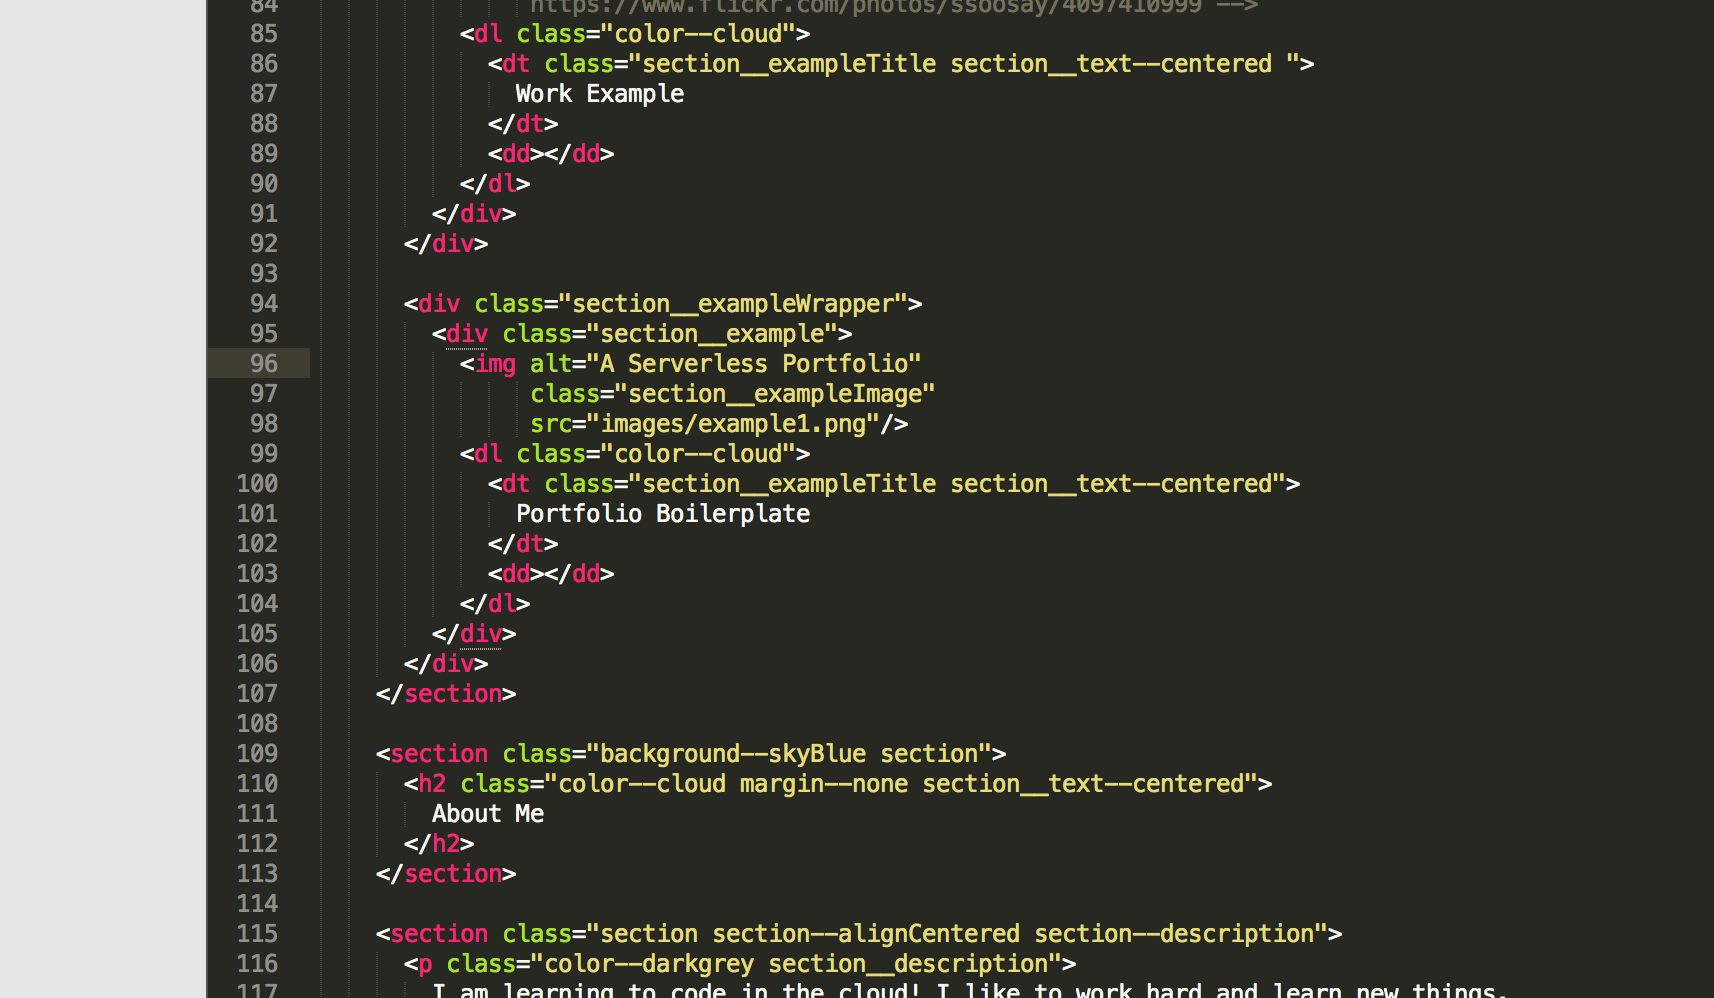 84 https://www.flickr.com/photos/ssoosay/4097410999 -->
85 <dl class="color--cloud">
86 <dt class="section__exampleTitle section__text--centered ">
87 Work Example
88 </dt>
89 <dd></dd>
90 </dl>
91 </div>
92 </div>
93
94 <div class="section__exampleWrapper">
95 <div class="section__example">
96 <img alt="A Serverless Portfolio"
97 class="section__exampleImage"
98 src="images/example1.png"/>
99 <dl class="color--cloud">
100 <dt class="section__exampleTitle section__text--centered">
101 Portfolio Boilerplate
102 </dt>
103 <dd></dd>
104 </dl>
105 </div>
106 </div>
107 </section>
108
109 <section class="background--skyBlue section">
110 <h2 class="color--cloud margin--none section__text--centered">
111 About Me
112 </h2>
113 </section>
114
115 <section class="section section--alignCentered section--description">
116 <p class="color--darkgrey section__description">
117 I am learning to code in the cloud! I like to work hard and learn new things.